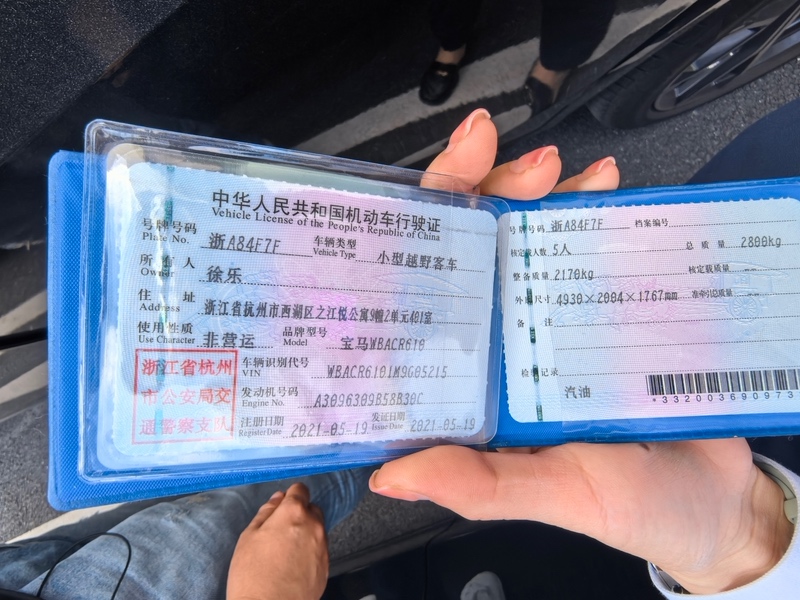 中华人民共和国机动车行驶证
Vehicle License of the People's Republic of China
号牌号码 浙A84F7F 车辆类型 小型越野客车
Plate No. Vehicle Type
所有人 徐乐
Owner
住址 浙江省杭州市西湖区之江悦公寓9幢2单元401室
Address
使用性质 非营运 品牌型号 宝马WBACR610
Use Character Model
浙江省杭州
市公安局交
通警察支队
车辆识别代号 WBACR6101M9G05215
VIN
发动机号码 A3096309B58B30C
Engine No.
注册日期 2021-05-19 发证日期 2021-05-19
Register Date Issue Date
号牌号码 浙A84F7F 档案编号
核定载人数 5人 总质量 2800kg
整备质量 2170kg 核定载质量 --
外廓尺寸 4930×2004×1767mm 准牵引总质量 --
备注
检验记录
汽油
*332003690973